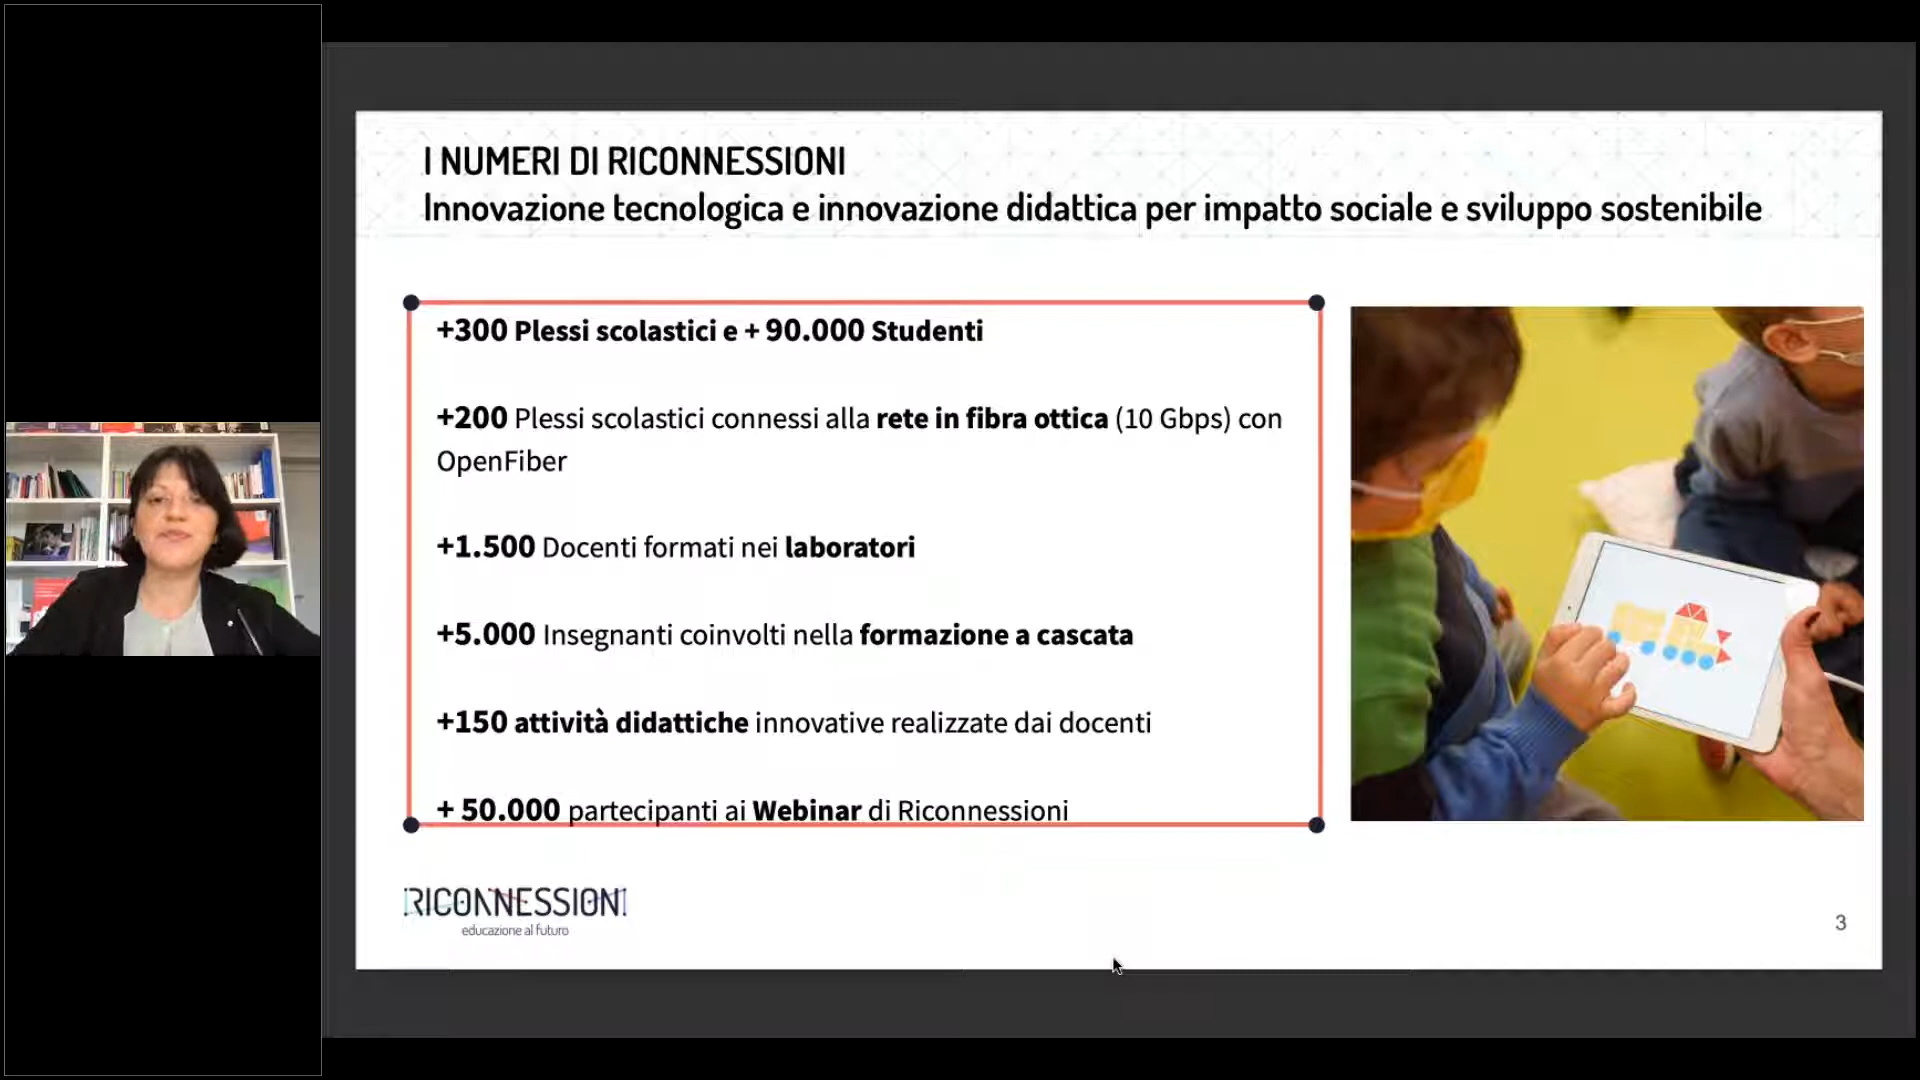 I NUMERI DI RICONNESSIONI
Innovazione tecnologica e innovazione didattica per impatto sociale e sviluppo sostenibile
+300 Plessi scolastici e + 90.000 Studenti
+200 Plessi scolastici connessi alla rete in fibra ottica (10 Gbps) con
OpenFiber
+1.500 Docenti formati nei laboratori
+5.000 Insegnanti coinvolti nella formazione a cascata
+150 attività didattiche innovative realizzate dai docenti
+ 50.000 partecipanti ai Webinar di Riconnessioni
RICONNESSIONI
educazione al futuro
3